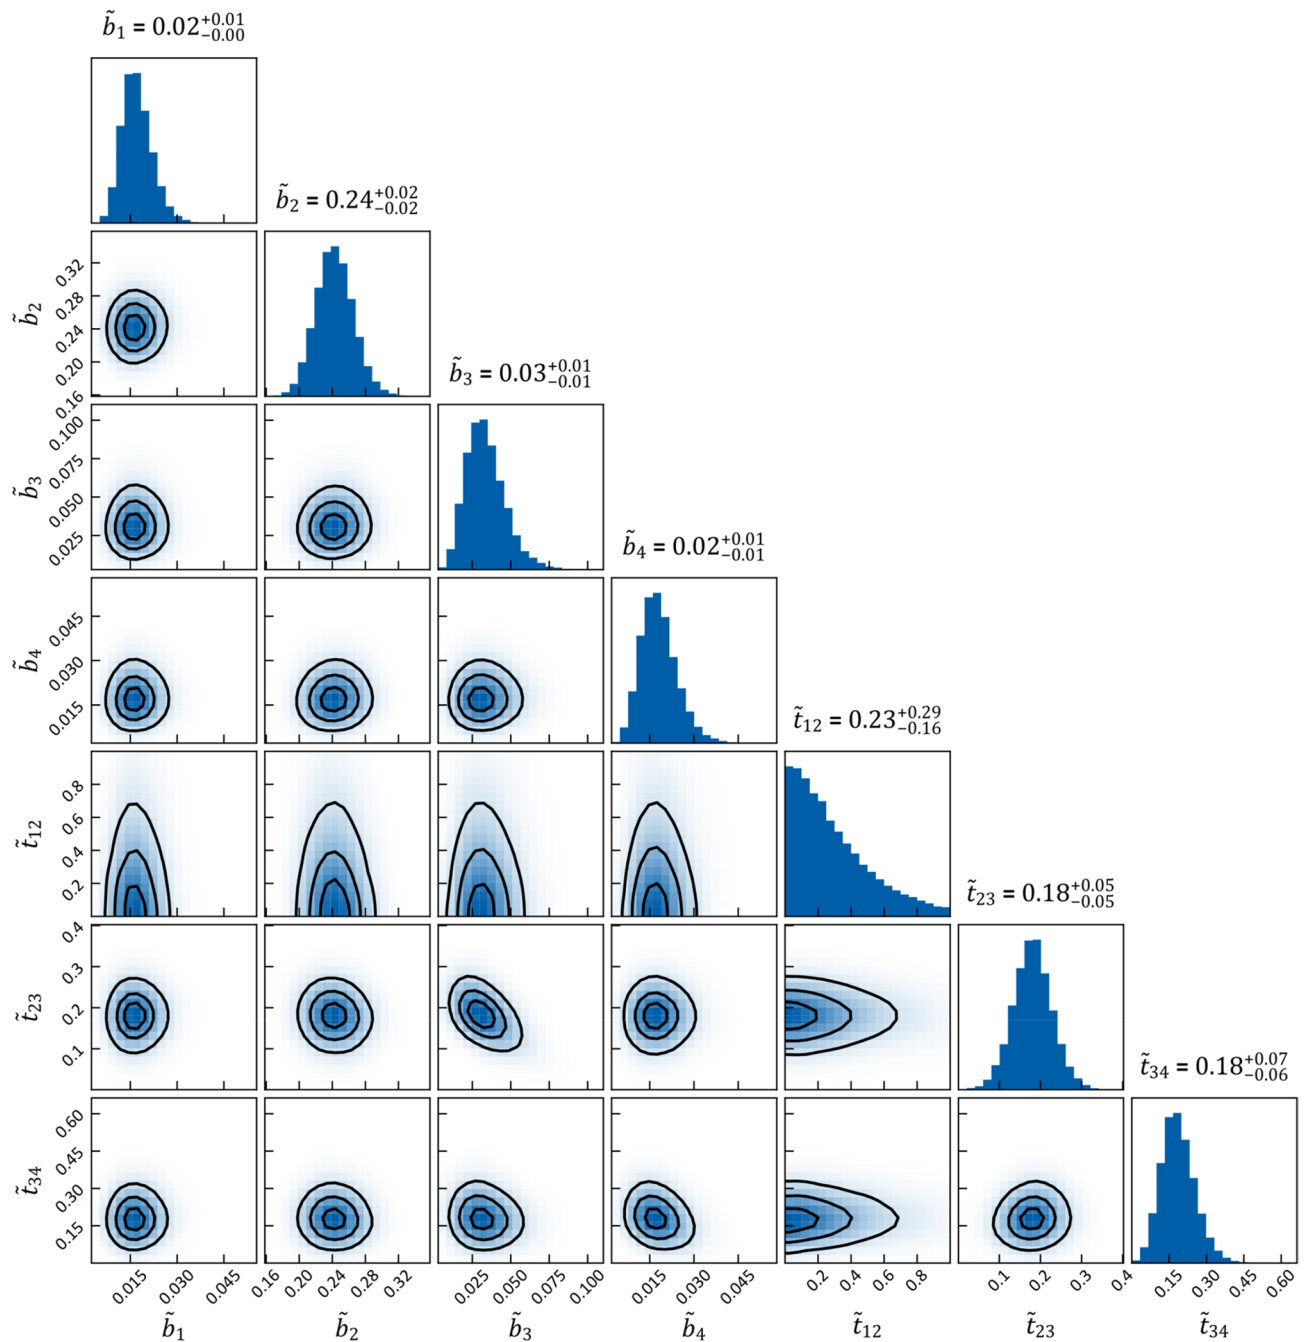 b̃₁ = 0.02⁺⁰·⁰¹₋₀.₀₀
b̃₂ = 0.24⁺⁰·⁰²₋₀.₀₂
b̃₂ 0.32 0.28 0.24 0.20 0.16
b̃₃ = 0.03⁺⁰·⁰¹₋₀.₀₁
b̃₃ 0.100 0.075 0.050 0.025
b̃₄ = 0.02⁺⁰·⁰¹₋₀.₀₁
b̃₄ 0.045 0.030 0.015
t̃₁₂ = 0.23⁺⁰·²⁹₋₀.₁₆
t̃₁₂ 0.8 0.6 0.4 0.2
t̃₂₃ = 0.18⁺⁰·⁰⁵₋₀.₀₅
t̃₂₃ 0.4 0.3 0.2 0.1
t̃₃₄ = 0.18⁺⁰·⁰⁷₋₀.₀₆
t̃₃₄ 0.60 0.45 0.30 0.15
0.015 0.030 0.045 0.16 0.20 0.24 0.28 0.32 0.025 0.050 0.075 0.100 0.015 0.030 0.045 0.2 0.4 0.6 0.8 0.1 0.2 0.3 0.4 0.15 0.30 0.45 0.60
b̃₁ b̃₂ b̃₃ b̃₄ t̃₁₂ t̃₂₃ t̃₃₄